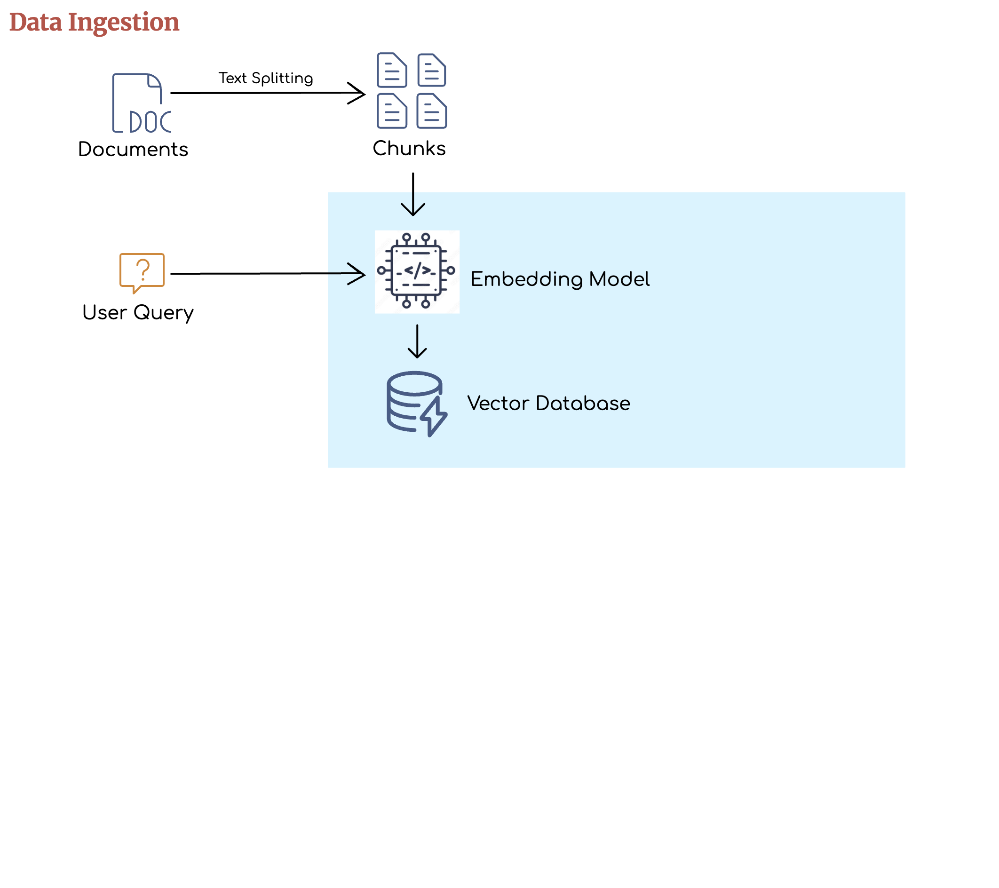 Data Ingestion
Text Splitting
DOC
Documents
Chunks
?
</>
Embedding Model
User Query
Vector Database